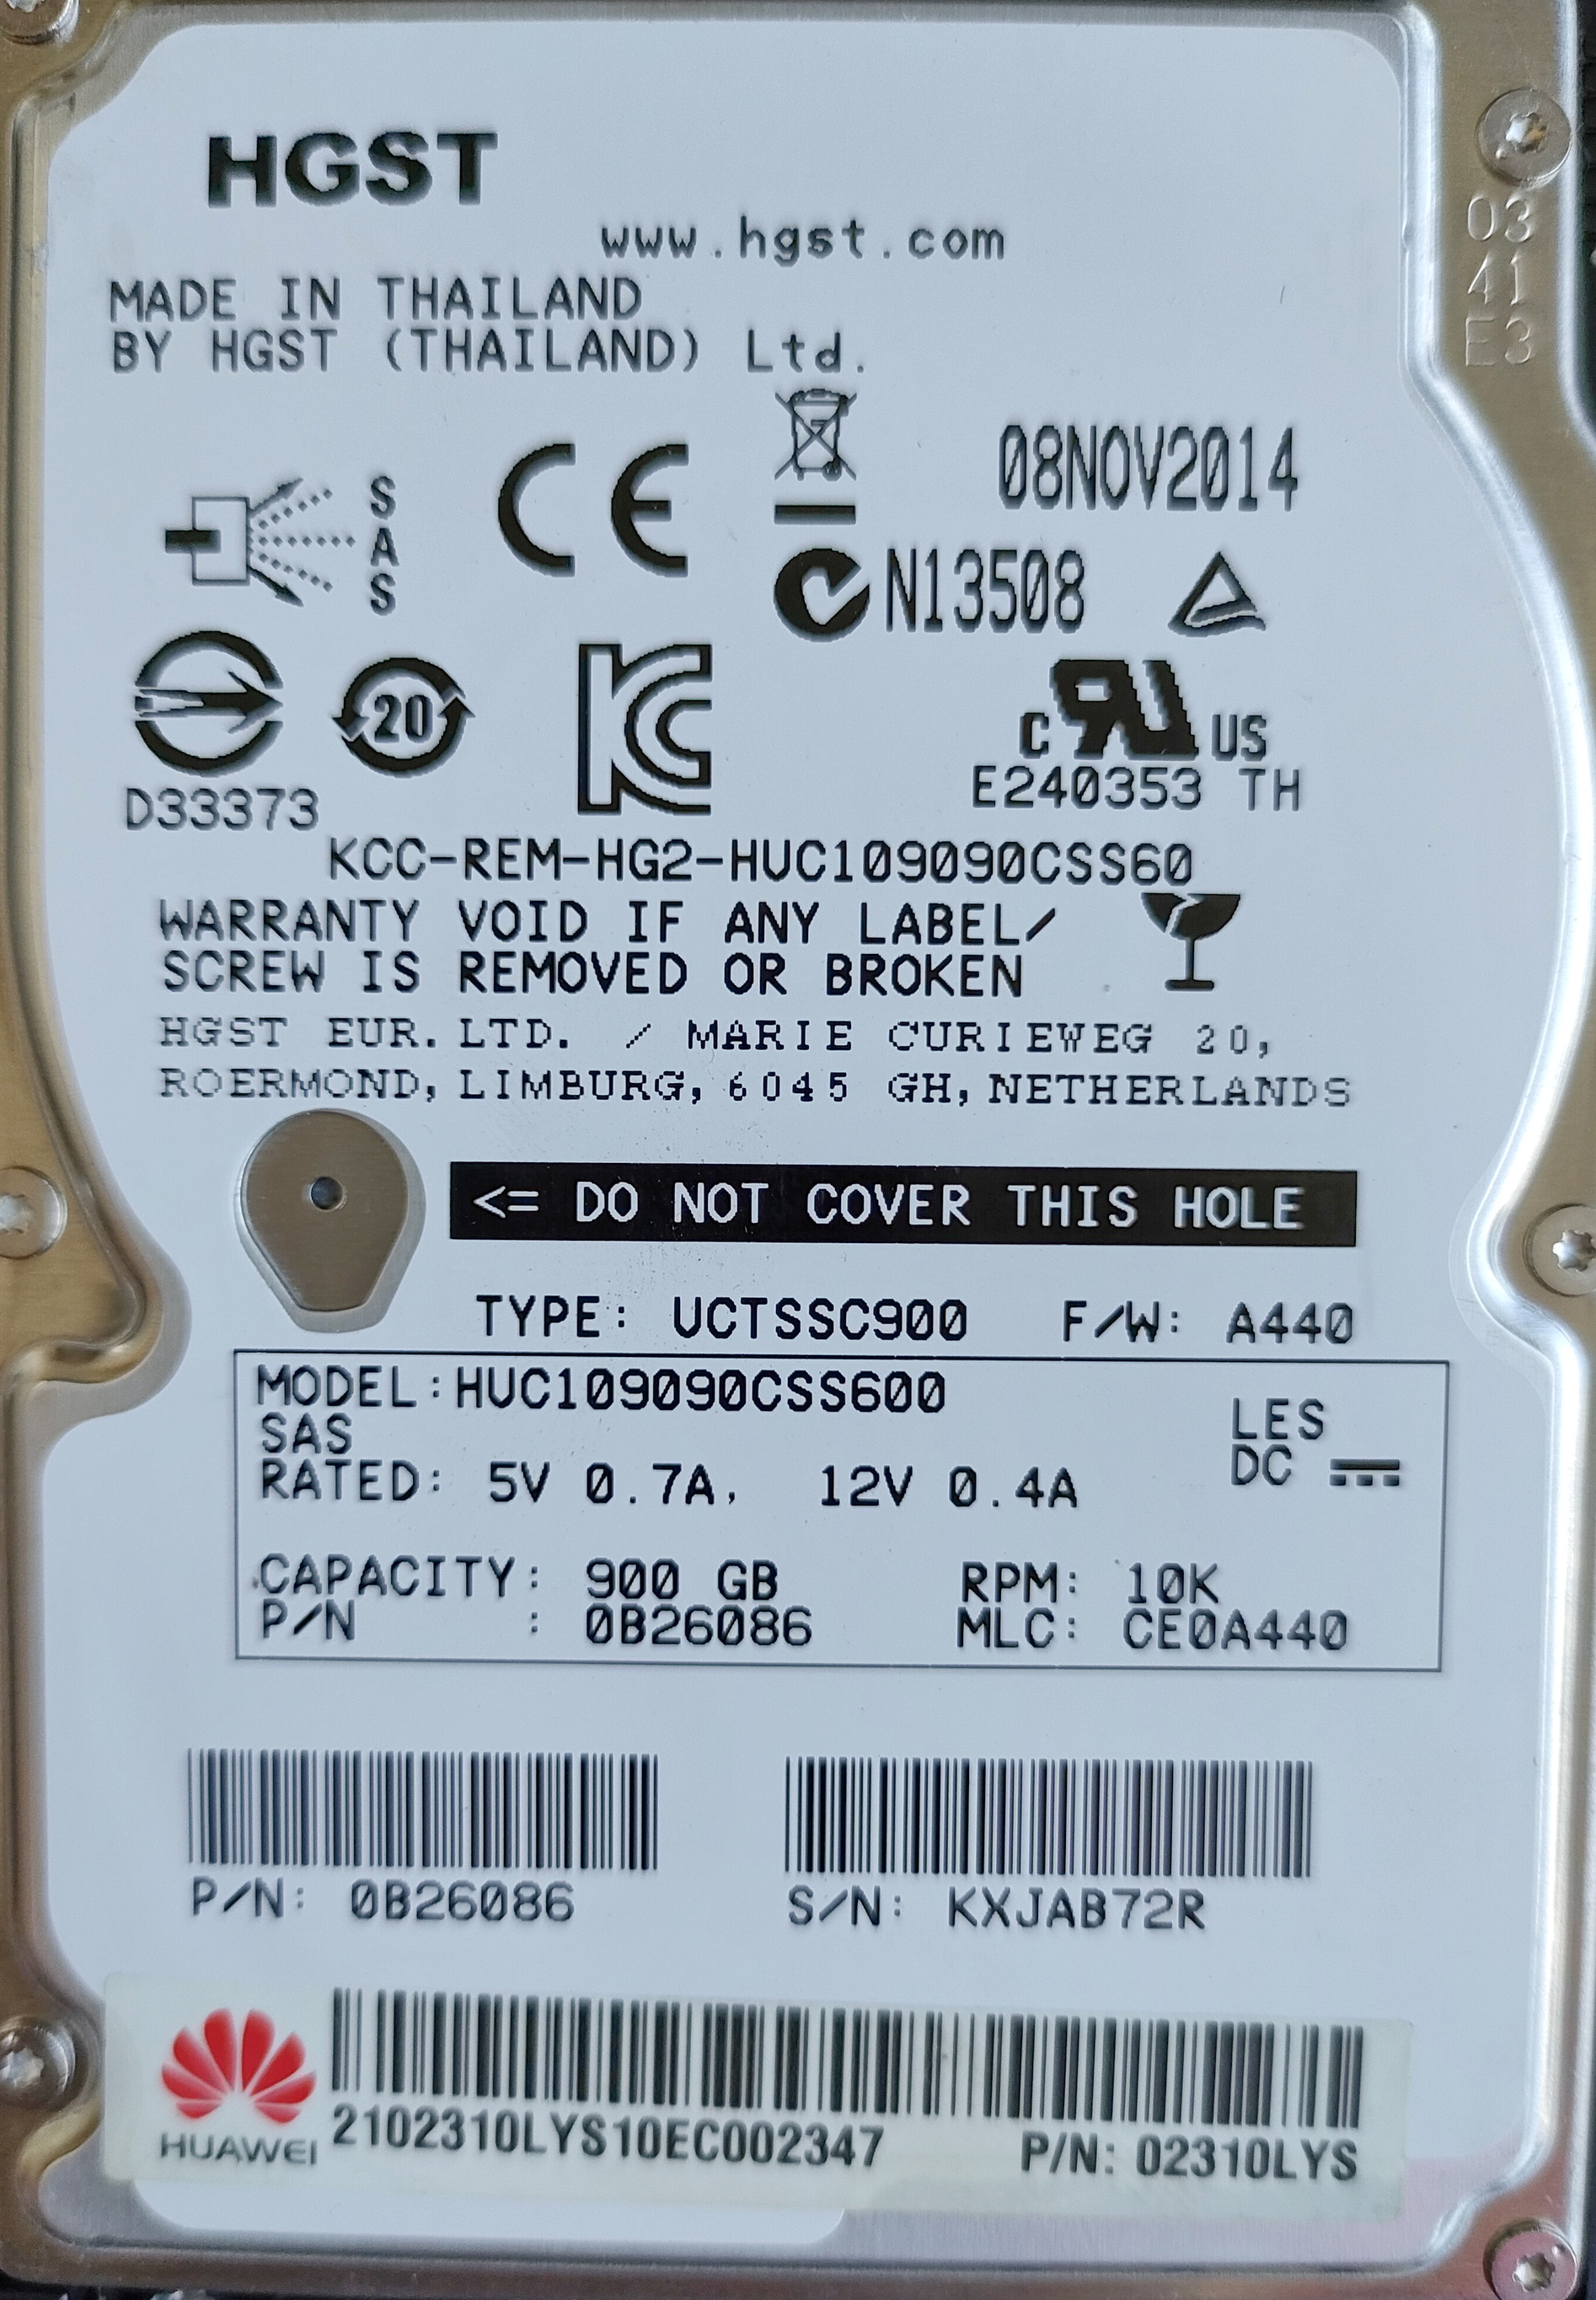 HGST
www.hgst.com
MADE IN THAILAND
BY HGST (THAILAND) Ltd.
03
41
E3
08NOV2014
SAS
CE
N13508
20
KC
c RU US
D33373
E240353 TH
KCC-REM-HG2-HUC109090CSS60
WARRANTY VOID IF ANY LABEL/
SCREW IS REMOVED OR BROKEN
HGST EUR.LTD. / MARIE CURIEWEG 20,
ROERMOND, LIMBURG, 6045 GH, NETHERLANDS
<= DO NOT COVER THIS HOLE
TYPE: UCTSSC900 F/W: A440
MODEL:HUC109090CSS600
SAS LES
RATED: 5V 0.7A, 12V 0.4A DC
CAPACITY: 900 GB RPM: 10K
P/N : 0B26086 MLC: CE0A440
P/N: 0B26086 S/N: KXJAB72R
HUAWEI 2102310LYS10EC002347 P/N: 02310LYS